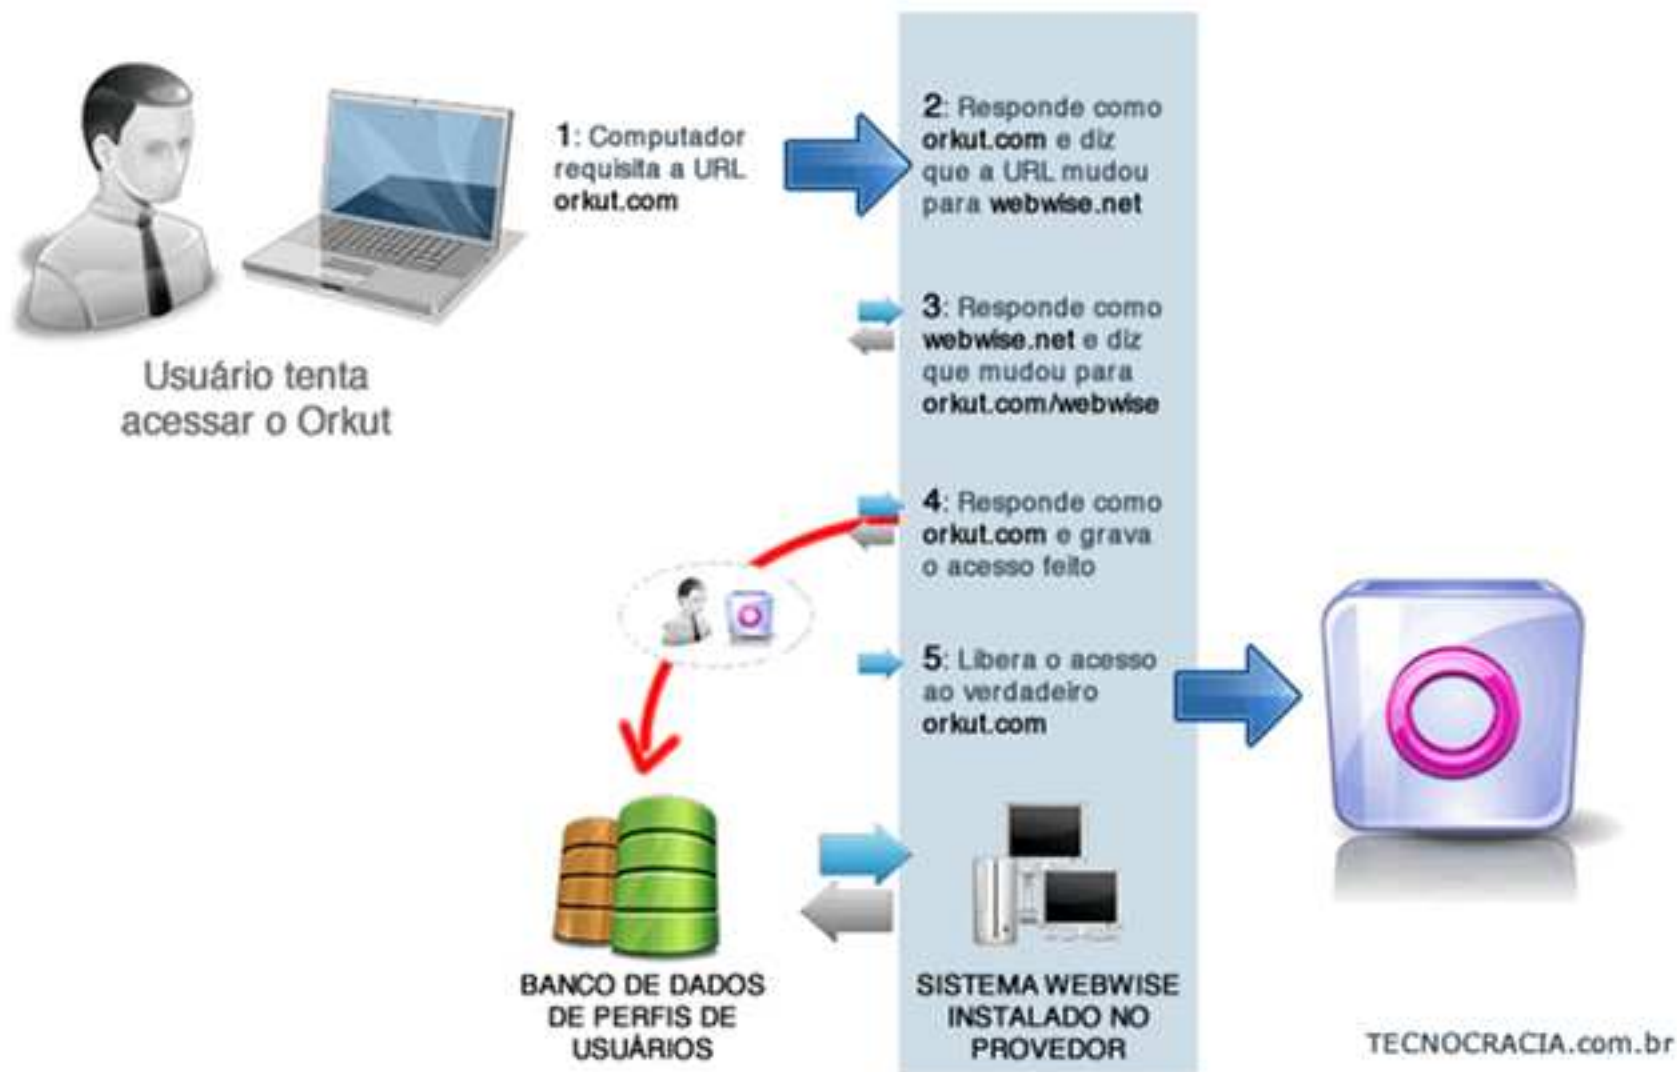 Usuário tenta
acessar o Orkut
1: Computador
requisita a URL
orkut.com
2: Responde como
orkut.com e diz
que a URL mudou
para webwise.net
3: Responde como
webwise.net e diz
que mudou para
orkut.com/webwise
4: Responde como
orkut.com e grava
o acesso feito
5: Libera o acesso
ao verdadeiro
orkut.com
BANCO DE DADOS
DE PERFIS DE
USUÁRIOS
SISTEMA WEBWISE
INSTALADO NO
PROVEDOR
TECNOCRACIA.com.br